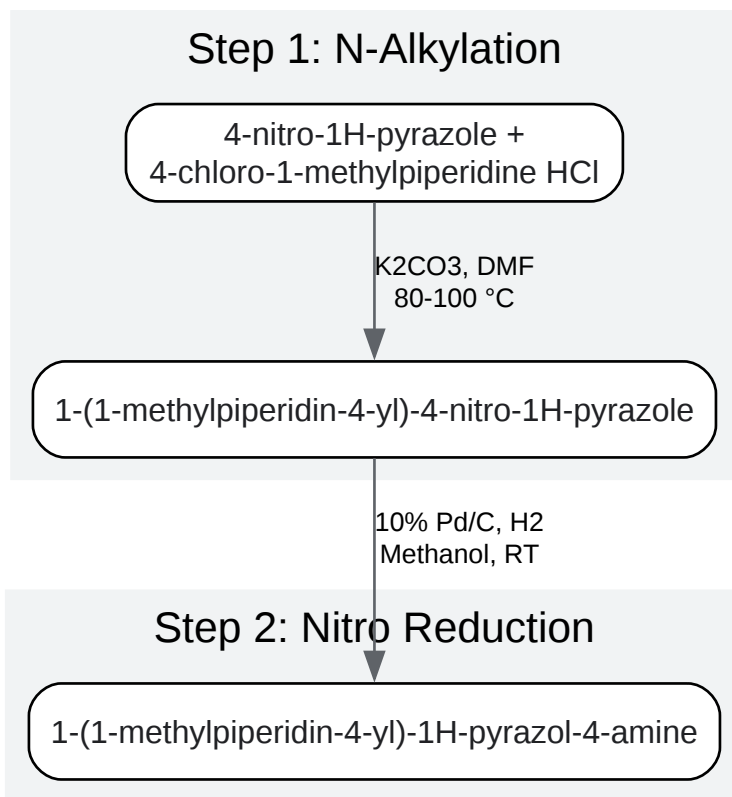 Step 1: N-Alkylation
4-nitro-1H-pyrazole +
4-chloro-1-methylpiperidine HCl
K2CO3, DMF
80-100 °C
1-(1-methylpiperidin-4-yl)-4-nitro-1H-pyrazole
10% Pd/C, H2
Methanol, RT
Step 2: Nitro Reduction
1-(1-methylpiperidin-4-yl)-1H-pyrazol-4-amine